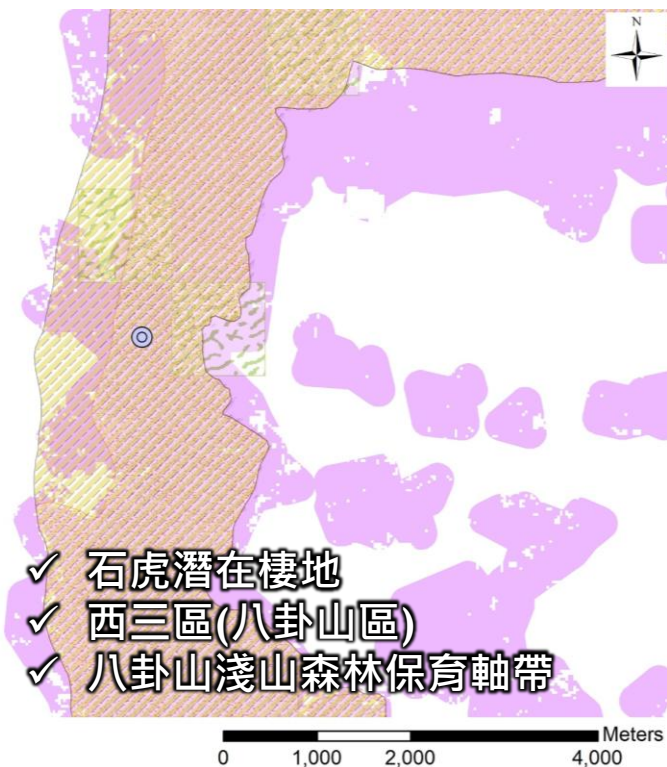 N
✓ 石虎潛在棲地
✓ 西三區(八卦山區)
✓ 八卦山淺山森林保育軸帶
Meters
0 1,000 2,000 4,000